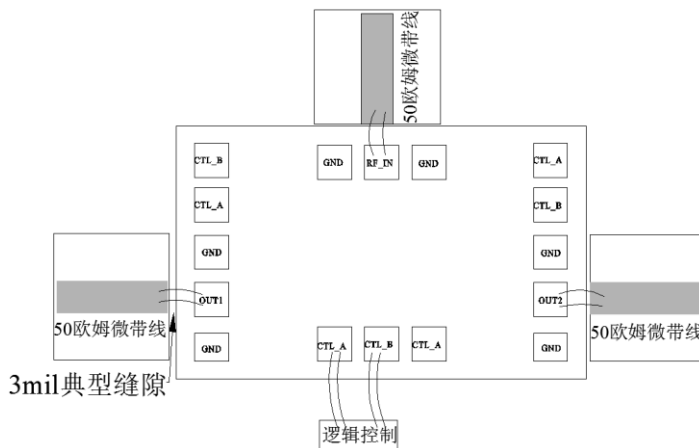 50欧姆微带线
CTL_B
GND
RF_IN
GND
CTL_A
CTL_A
CTL_B
GND
GND
OUT1
OUT2
50欧姆微带线
50欧姆微带线
GND
CTL_A
CTL_B
CTL_A
GND
3mil典型缝隙
逻辑控制